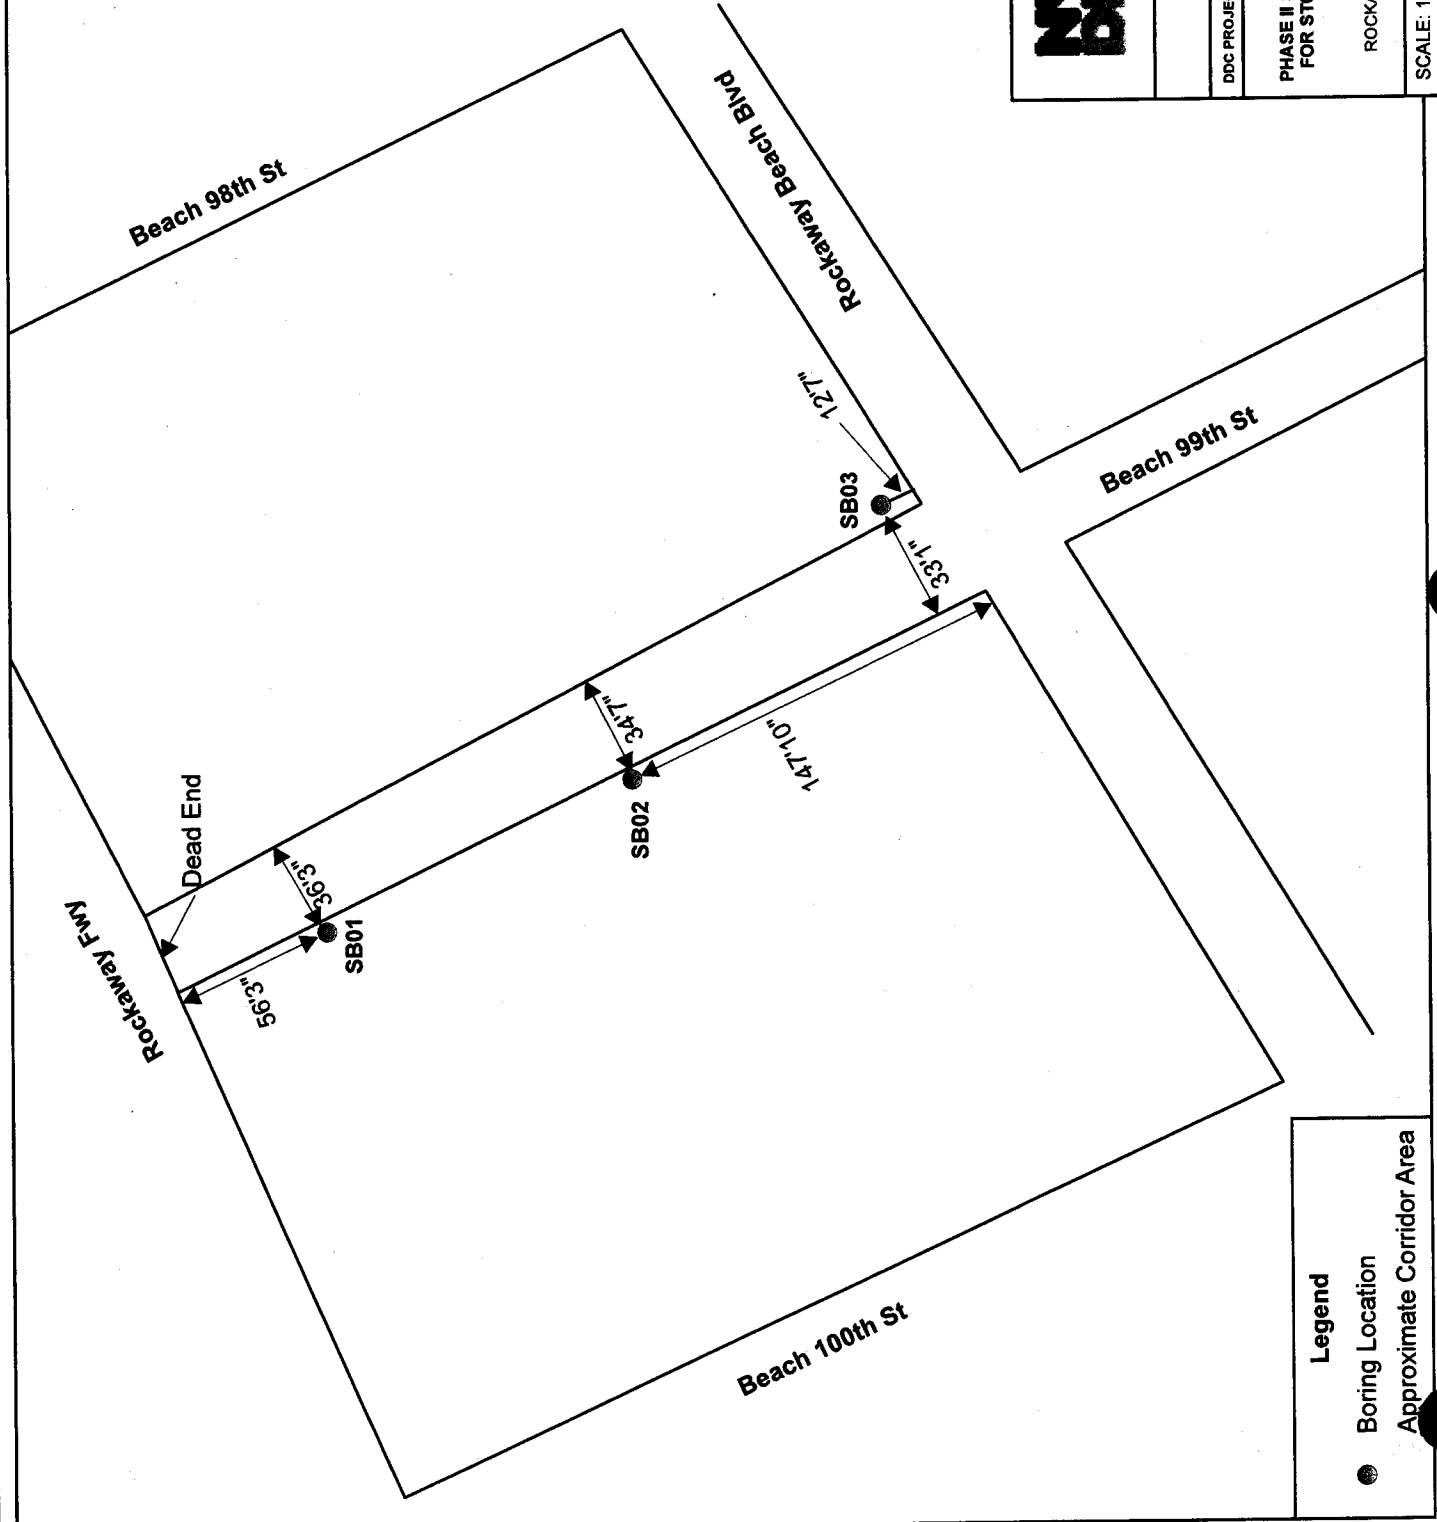 Beach 98th St
Rockaway Beach Blvd
12'7"
SB03
33'1"
Beach 99th St
34'7"
147'10"
SB02
Dead End
36'3"
SB01
56'3"
Rockaway Fwy
Beach 100th St
Legend
Boring Location
Approximate Corridor Area
DDC PROJE
PHASE II
FOR STO
ROCKA
SCALE: 1